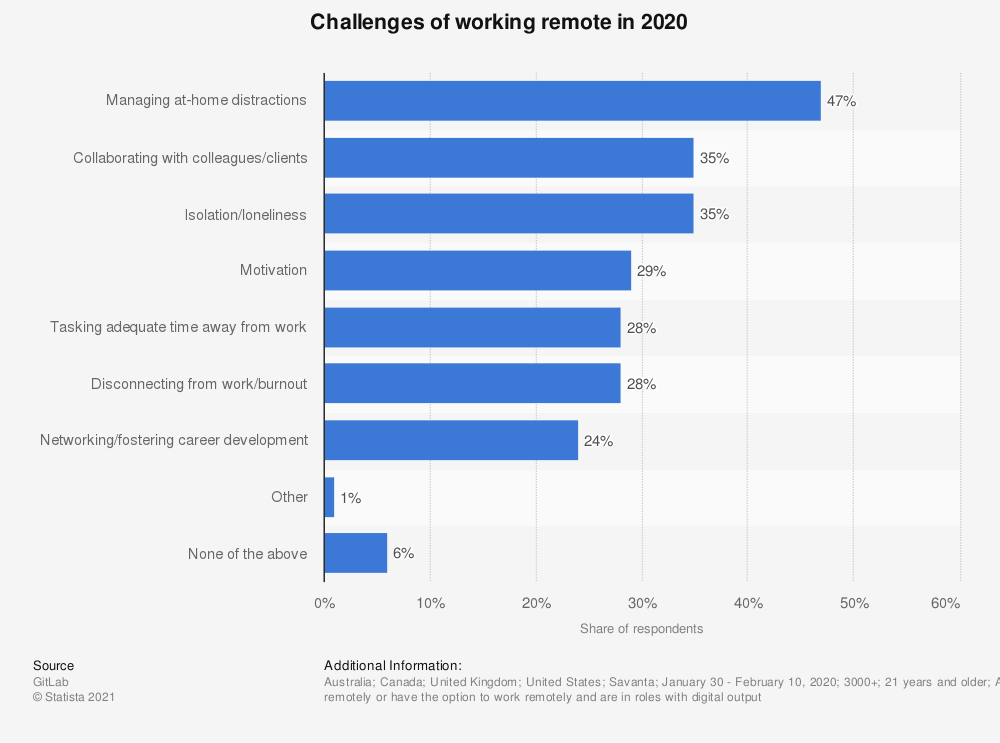 Challenges of working remote in 2020
Managing at-home distractions
47%
Collaborating with colleagues/clients
35%
Isolation/loneliness
35%
Motivation
29%
Tasking adequate time away from work
28%
Disconnecting from work/burnout
28%
Networking/fostering career development
24%
Other
1%
None of the above
6%
0% 10% 20% 30% 40% 50% 60%
Share of respondents
Source
GitLab
© Statista 2021
Additional Information:
Australia; Canada; United Kingdom; United States; Savanta; January 30 - February 10, 2020; 3000+; 21 years and older;
remotely or have the option to work remotely and are in roles with digital output